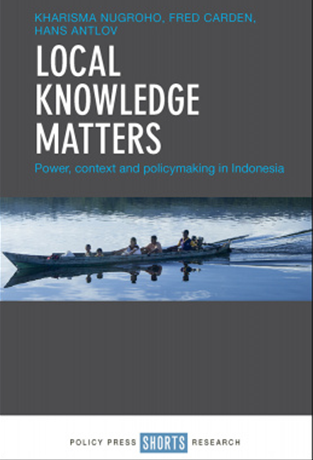 KHARISMA NUGROHO, FRED CARDEN,
HANS ANTLOV
LOCAL
KNOWLEDGE
MATTERS
Power, context and policymaking in Indonesia
POLICY PRESS SHORTS RESEARCH